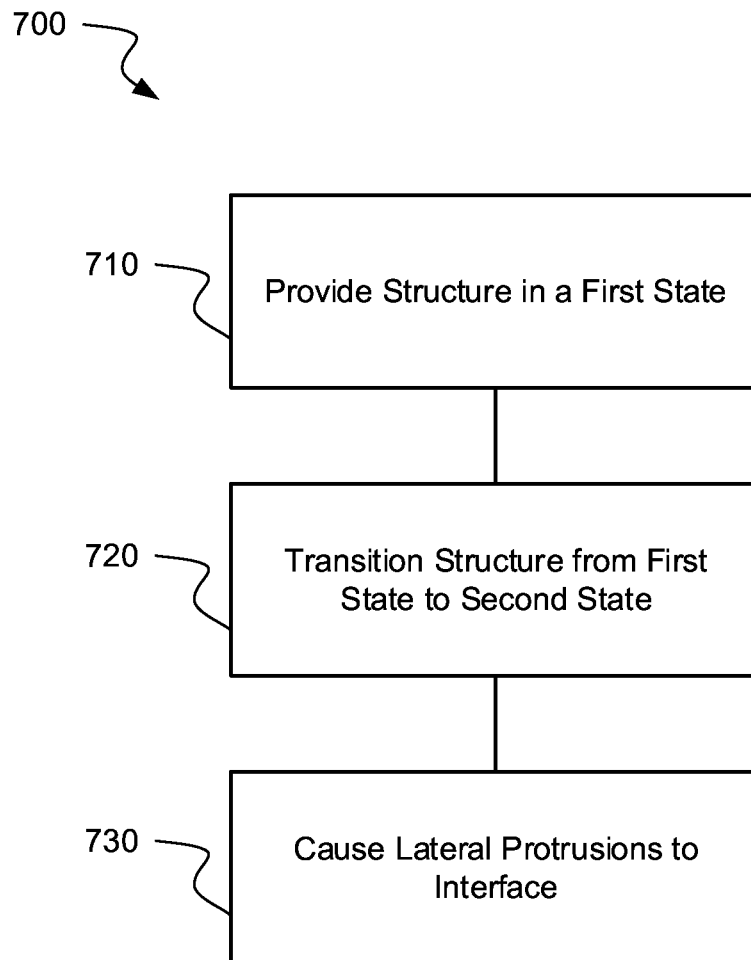 700
710
Provide Structure in a First State
720
Transition Structure from First
State to Second State
730
Cause Lateral Protrusions to
Interface